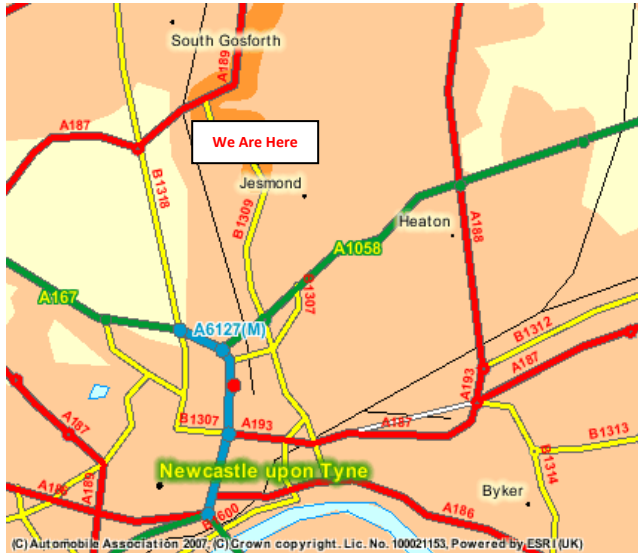 South Gosforth
A189
We Are Here
A187
B1318
Jesmond
B1309
A1058
Heaton
A188
A167
B1307
A6127(M)
B1312
A187
A193
B1307
A193
A187
A187
B1313
B1314
Newcastle upon Tyne
A189
A186
Byker
B1600
A186
(C) Automobile Association 2007, (C) Crown copyright. Lic. No. 100021153, Powered by ESRI (UK)